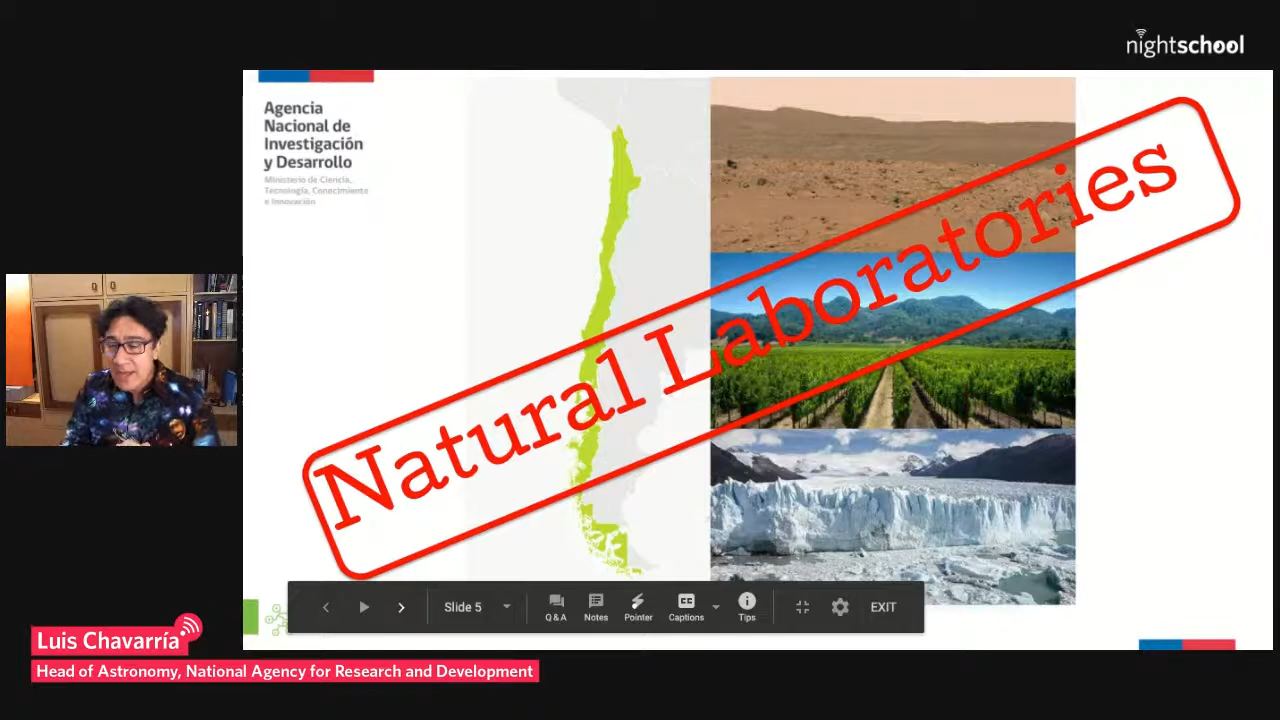 nightschool
Agencia
Nacional de
Investigación
y Desarrollo
Ministerio de Ciencia,
Tecnología, Conocimiento
e Innovación
Natural Laboratories
Slide 5
Q & A
Notes
Pointer
Captions
Tips
EXIT
Luis Chavarría
Head of Astronomy, National Agency for Research and Development